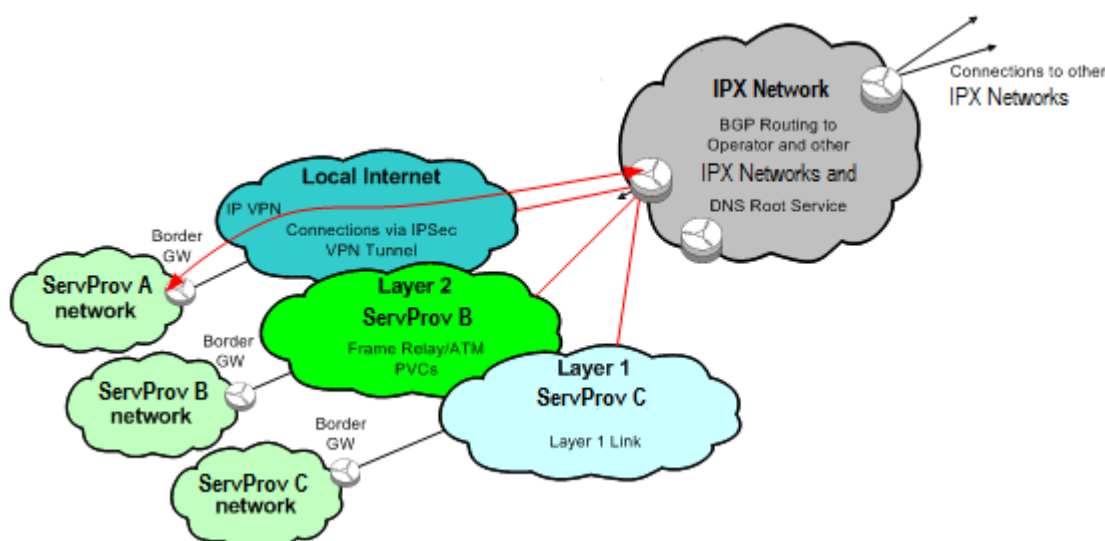 IPX Network
BGP Routing to
Operator and other
IPX Networks and
DNS Root Service
Connections to other
IPX Networks
Local Internet
IP VPN
Connections via IPSec
VPN Tunnel
Border
GW
ServProv A
network
Layer 2
ServProv B
Frame Relay/ATM
PVCs
Border
GW
ServProv B
network
Layer 1
ServProv C
Layer 1 Link
Border
GW
ServProv C
network